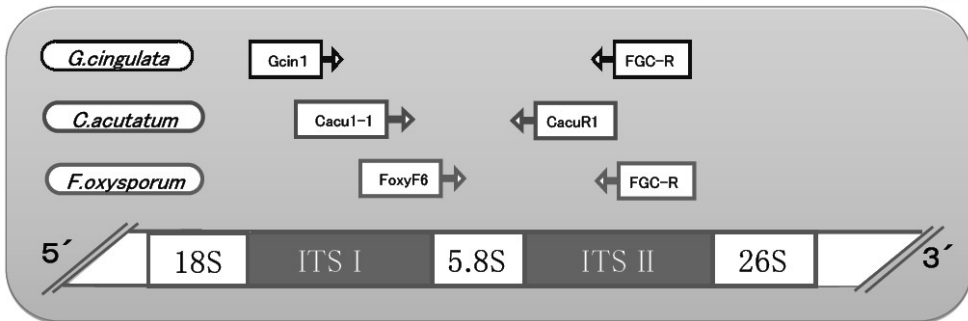 G.cingulata Gcin1 FGC-R
C.acutatum Cacu1-1 CacuR1
F.oxysporum FoxyF6 FGC-R
5´ 18S ITS I 5.8S ITS II 26S 3´